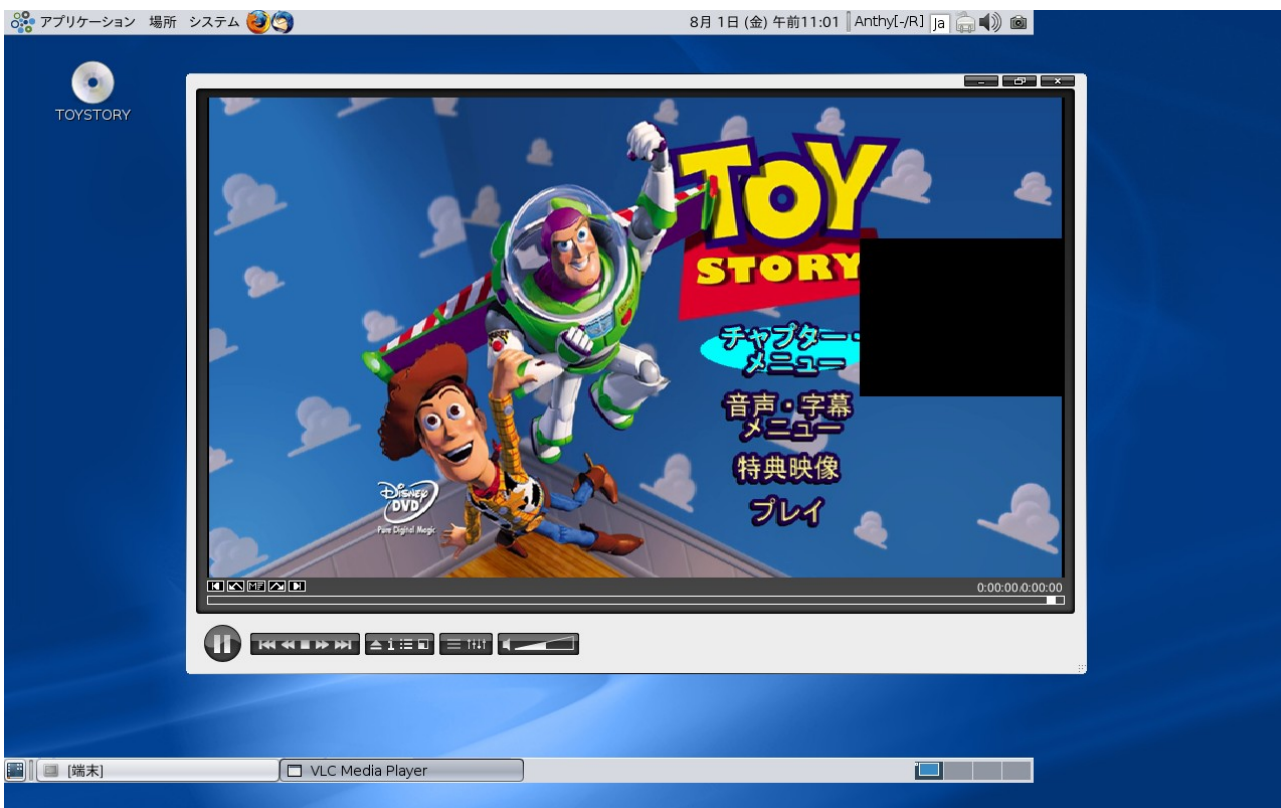 アプリケーション 場所 システム
8月 1日 (金) 午前11:01 Anthy[-/R] Ja
TOYSTORY
TOY
STORY
チャプター・
メニュー
音声・字幕
メニュー
特典映像
プレイ
Disney
DVD
Pure Digital Magic
0:00:00/0:00:00
[端末] VLC Media Player